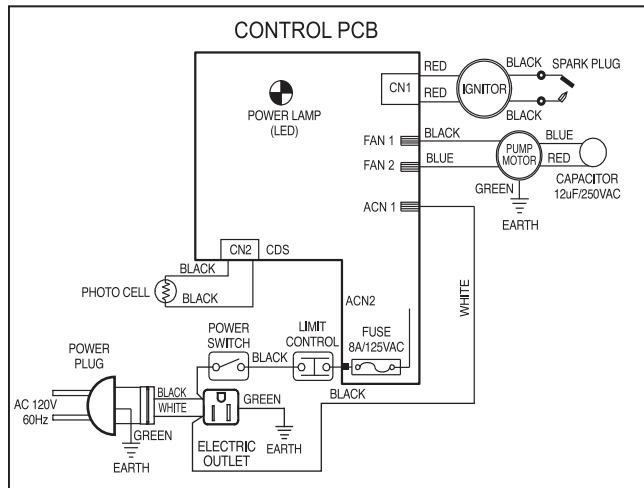 CONTROL PCB
POWER LAMP
(LED)
CN1
RED
RED
IGNITOR
BLACK
BLACK
SPARK PLUG
FAN 1
BLACK
FAN 2
BLUE
PUMP
MOTOR
BLUE
RED
CAPACITOR
12uF/250VAC
GREEN
EARTH
ACN 1
WHITE
CN2
CDS
BLACK
BLACK
PHOTO CELL
ACN2
FUSE
8A/125VAC
POWER
SWITCH
BLACK
LIMIT
CONTROL
POWER
PLUG
AC 120V
60Hz
BLACK
WHITE
GREEN
EARTH
GREEN
EARTH
ELECTRIC
OUTLET
BLACK